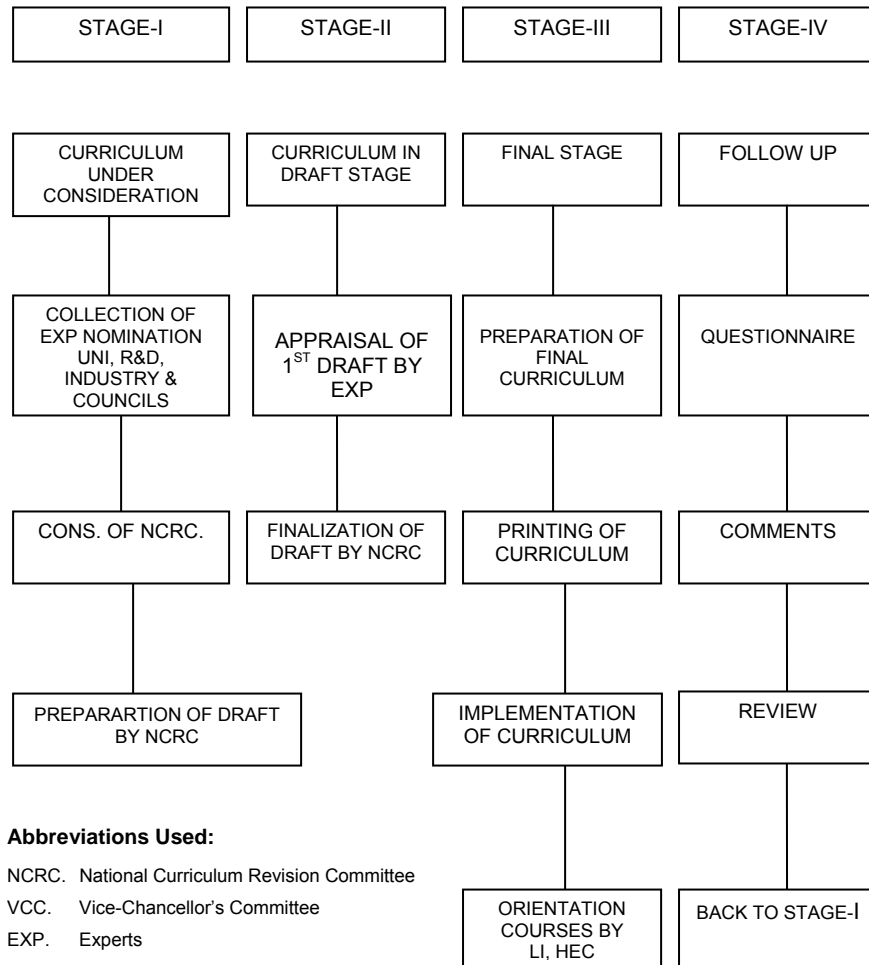 STAGE-I
STAGE-II
STAGE-III
STAGE-IV
CURRICULUM
UNDER
CONSIDERATION
CURRICULUM IN
DRAFT STAGE
FINAL STAGE
FOLLOW UP
COLLECTION OF
EXP NOMINATION
UNI, R&D,
INDUSTRY &
COUNCILS
APPRAISAL OF
1ST DRAFT BY
EXP
PREPARATION OF
FINAL
CURRICULUM
QUESTIONNAIRE
CONS. OF NCRC.
FINALIZATION OF
DRAFT BY NCRC
PRINTING OF
CURRICULUM
COMMENTS
PREPARARTION OF DRAFT
BY NCRC
IMPLEMENTATION
OF CURRICULUM
REVIEW
Abbreviations Used:
NCRC. National Curriculum Revision Committee
VCC. Vice-Chancellor's Committee
EXP. Experts
ORIENTATION
COURSES BY
LI, HEC
BACK TO STAGE-I